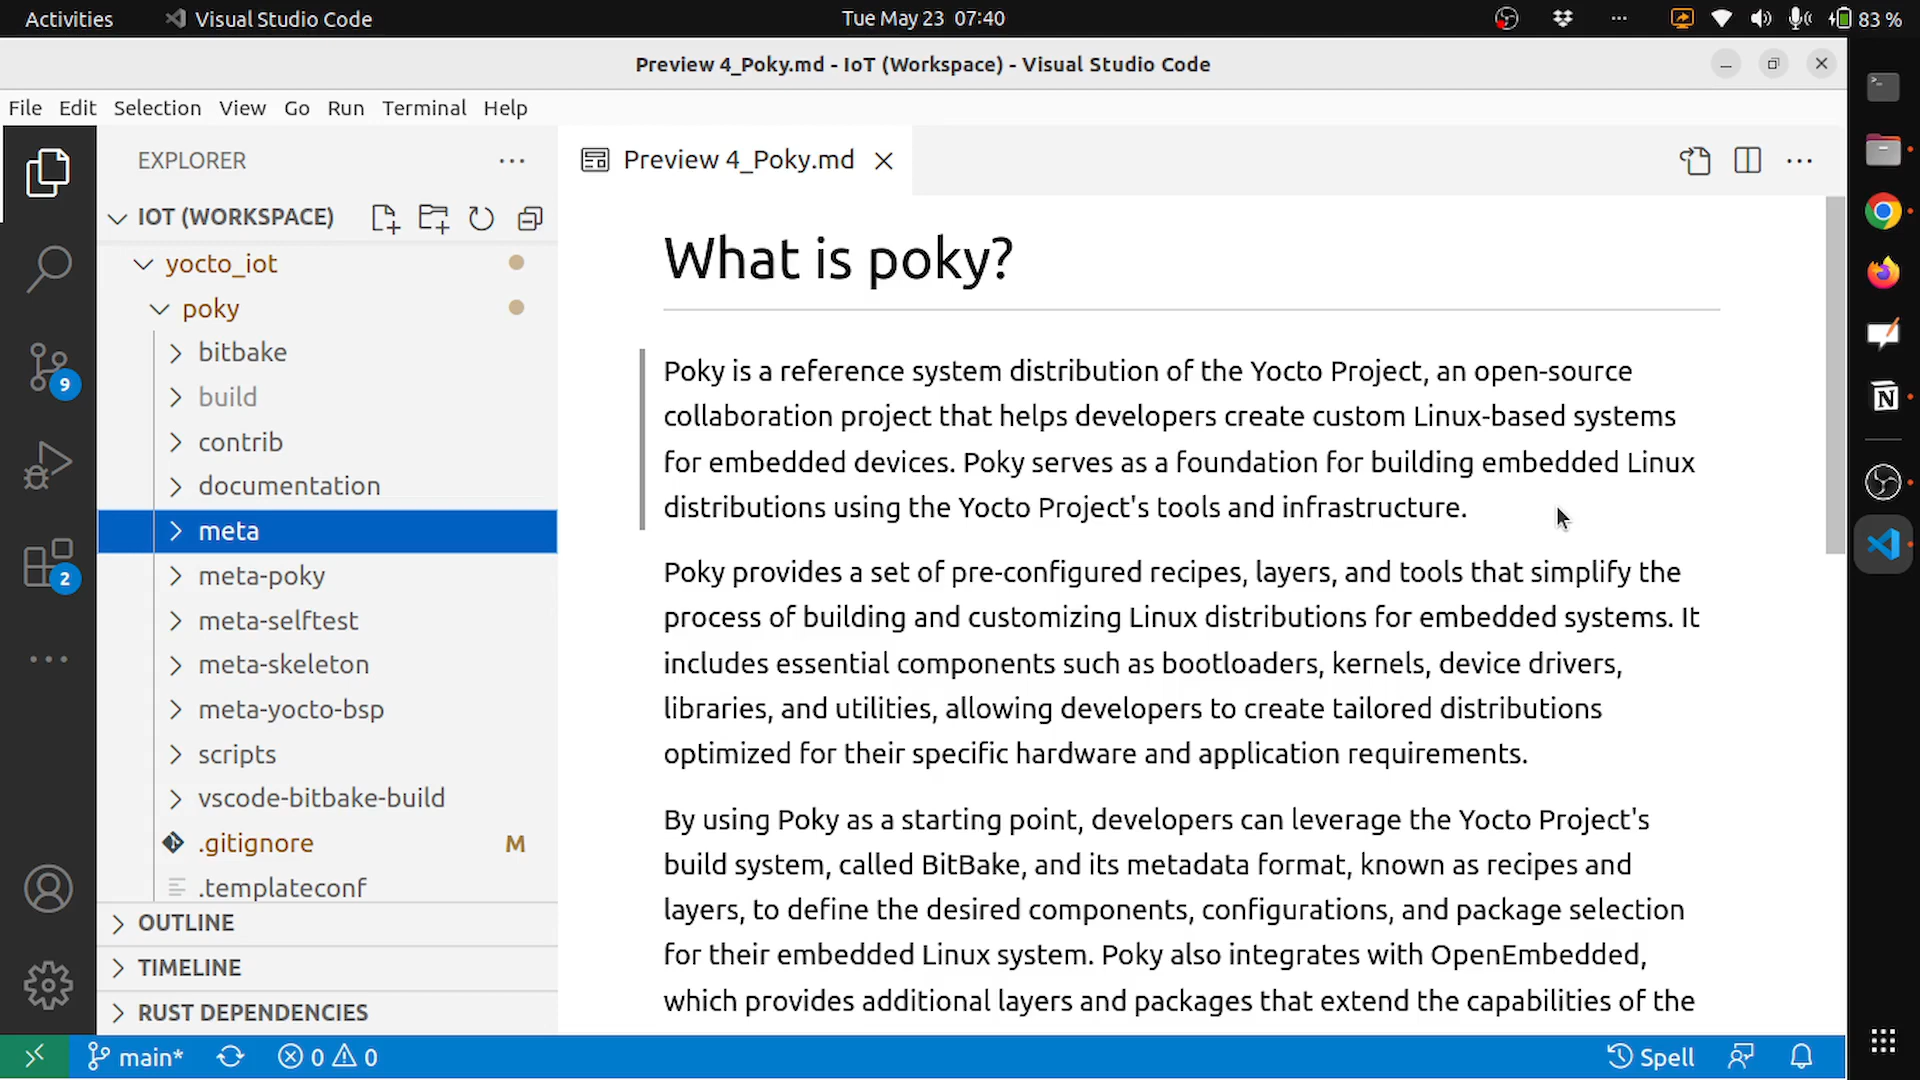 Activities
Visual Studio Code
Tue May 23 07:40
83 %
Preview 4_Poky.md - IoT (Workspace) - Visual Studio Code
File Edit Selection View Go Run Terminal Help
EXPLORER
Preview 4_Poky.md
IOT (WORKSPACE)
yocto_iot
poky
bitbake
build
contrib
documentation
meta
meta-poky
meta-selftest
meta-skeleton
meta-yocto-bsp
scripts
vscode-bitbake-build
.gitignore M
.templateconf
OUTLINE
TIMELINE
RUST DEPENDENCIES
9
2
What is poky?
Poky is a reference system distribution of the Yocto Project, an open-source
collaboration project that helps developers create custom Linux-based systems
for embedded devices. Poky serves as a foundation for building embedded Linux
distributions using the Yocto Project's tools and infrastructure.
Poky provides a set of pre-configured recipes, layers, and tools that simplify the
process of building and customizing Linux distributions for embedded systems. It
includes essential components such as bootloaders, kernels, device drivers,
libraries, and utilities, allowing developers to create tailored distributions
optimized for their specific hardware and application requirements.
By using Poky as a starting point, developers can leverage the Yocto Project's
build system, called BitBake, and its metadata format, known as recipes and
layers, to define the desired components, configurations, and package selection
for their embedded Linux system. Poky also integrates with OpenEmbedded,
which provides additional layers and packages that extend the capabilities of the
main*
0
0
Spell